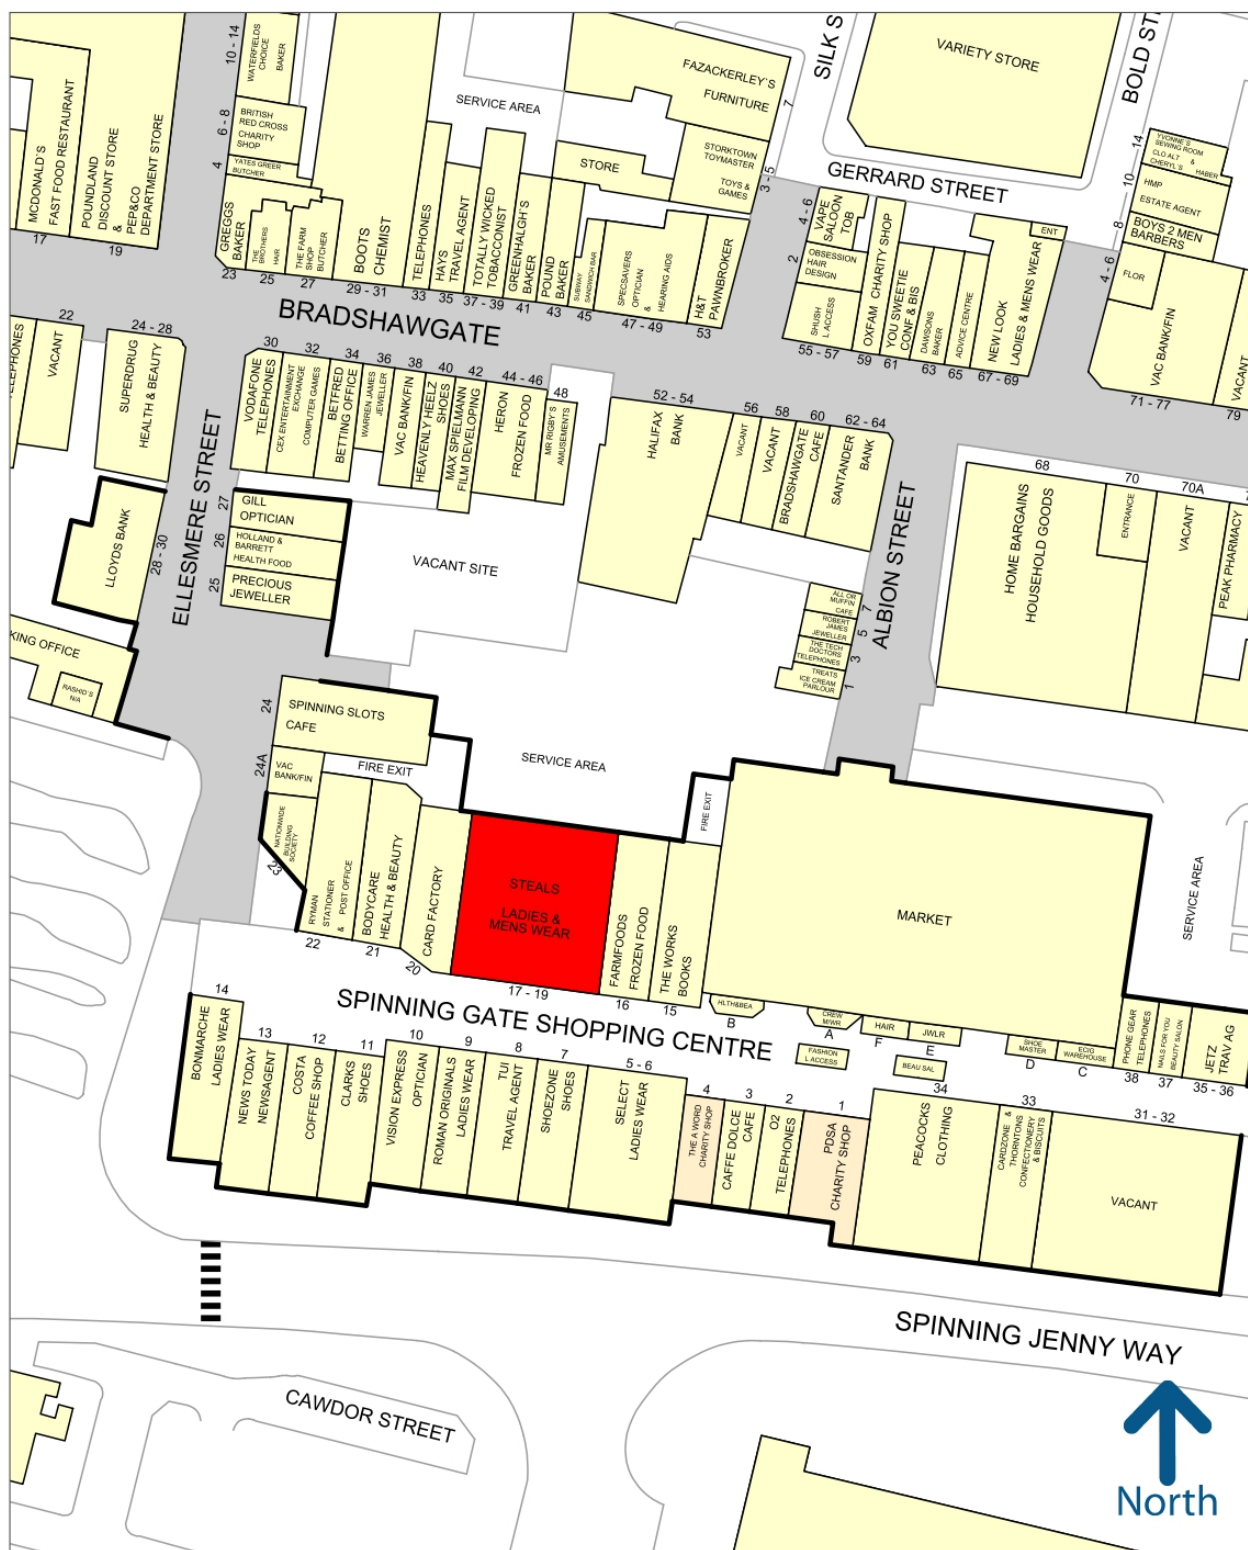 10 - 14
WATERFIELDS
CHOICE
BAKER
6 - 8
BRITISH
RED CROSS
CHARITY
SHOP
4
YATES GREER
BUTCHER
MCDONALD'S
FAST FOOD RESTAURANT
17
POUNDLAND
DISCOUNT STORE
&
PEP&CO
DEPARTMENT STORE
19
GREGGS
BAKER
23
THE
BROTHERS
HAIR
25
THE FARM
SHOP
BUTCHER
27
BOOTS
CHEMIST
29 - 31
TELEPHONES
33
HAYS
TRAVEL AGENT
35
TOTALLY WICKED
TOBACCONIST
37 - 39
GREENHALGH'S
BAKER
41
POUND
BAKER
43
SUBWAY
SANDWICH BAR
45
SPECSAVERS
OPTICIAN
&
HEARING AIDS
47 - 49
H&T
PAWNBROKER
53
SERVICE AREA
STORE
FAZACKERLEY'S
FURNITURE
7
STORKTOWN
TOYMASTER
TOYS &
GAMES
3 - 5
SILK S
VARIETY STORE
BOLD ST
GERRARD STREET
4 - 6
VAPE
SALOON
TOB
2
OBSESSION
HAIR
DESIGN
SHUSH
L ACCESS
55 - 57
OXFAM CHARITY SHOP
59
YOU SWEETIE
CONF & BIS
61
DAWSONS
BAKER
63
ADVICE CENTRE
65
NEW LOOK
LADIES & MENS WEAR
67 - 69
ENT
14
YVONNE'S
SEWING ROOM
CLO ALT & HABER
CHERYL'S
10
HMP
ESTATE AGENT
8
BOYS 2 MEN
BARBERS
4 - 6
FLOR
VAC BANK/FIN
71 - 77
VACANT
79
BRADSHAWGATE
ELEPHONES
22
VACANT
24 - 28
SUPERDRUG
HEALTH & BEAUTY
30
VODAFONE
TELEPHONES
32
CEX ENTERTAINMENT
EXCHANGE
COMPUTER GAMES
34
BETFRED
BETTING OFFICE
36
WARREN JAMES
JEWELLER
38
VAC BANK/FIN
40
HEAVENLY HEELZ
SHOES
42
MAX SPIELMANN
FILM DEVELOPING
44 - 46
HERON
FROZEN FOOD
48
MR RIGBY'S
AMUSEMENTS
52 - 54
HALIFAX
BANK
56
VACANT
58
VACANT
60
BRADSHAWGATE
CAFE
62 - 64
SANTANDER
BANK
68
HOME BARGAINS
HOUSEHOLD GOODS
70
ENTRANCE
70A
VACANT
PEAK PHARMACY
ELLESMERE STREET
LLOYDS BANK
28 - 30
27
GILL
OPTICIAN
26
HOLLAND &
BARRETT
HEALTH FOOD
25
PRECIOUS
JEWELLER
VACANT SITE
ALBION STREET
ALL OR
MUFFIN
CAFE
7
ROBERT
JAMES
JEWELLER
5
THE TECH
DOCTORS
TELEPHONES
3
TREATS
ICE CREAM
PARLOUR
1
KING OFFICE
RASHID'S
N/A
24
SPINNING SLOTS
CAFE
24A
VAC
BANK/FIN
FIRE EXIT
SERVICE AREA
NATIONWIDE
BUILDING
SOCIETY
23
RYMAN
STATIONER
& POST OFFICE
22
BODYCARE
HEALTH & BEAUTY
21
CARD FACTORY
20
STEALS
LADIES &
MENS WEAR
17 - 19
FARMFOODS
FROZEN FOOD
16
THE WORKS
BOOKS
15
FIRE EXIT
MARKET
SERVICE AREA
SPINNING GATE SHOPPING CENTRE
HLTH&BEA
B
CREW
M/WR
A
HAIR
F
JWLR
E
FASHION
L ACCESS
BEAU SAL
SHOE
MASTER
D
ECIG
WAREHOUSE
C
PHONE GEAR
TELEPHONES
38
NAILS FOR YOU
BEAUTY SALON
37
JETZ
TRAV AG
35 - 36
14
BONMARCHE
LADIES WEAR
13
NEWS TODAY
NEWSAGENT
12
COSTA
COFFEE SHOP
11
CLARKS
SHOES
10
VISION EXPRESS
OPTICIAN
9
ROMAN ORIGINALS
LADIES WEAR
8
TUI
TRAVEL AGENT
7
SHOEZONE
SHOES
5 - 6
SELECT
LADIES WEAR
4
THE A WORD
CHARITY SHOP
3
CAFFE DOLCE
CAFE
2
O2
TELEPHONES
1
PDSA
CHARITY SHOP
34
PEACOCKS
CLOTHING
33
CARDZONE &
THORNTONS
CONFECTIONERY
& BISCUITS
31 - 32
VACANT
SPINNING JENNY WAY
CAWDOR STREET
North